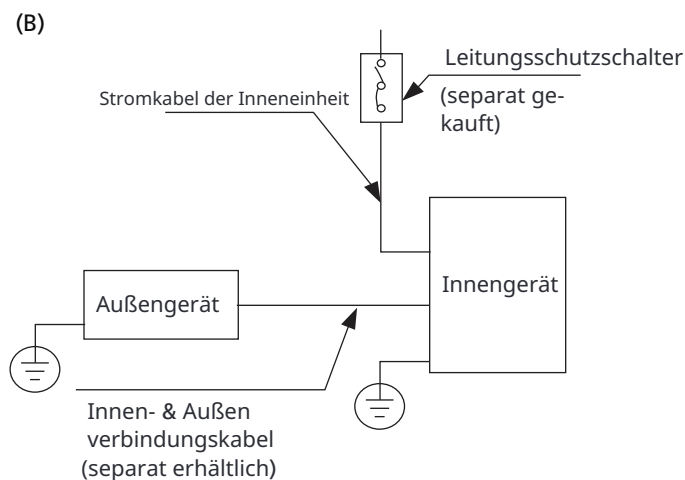 (B)
Leitungsschutzschalter
(separat ge-
kauft)
Stromkabel der Inneneinheit
Innengerät
Außengerät
Innen- & Außen
verbindungskabel
(separat erhältlich)